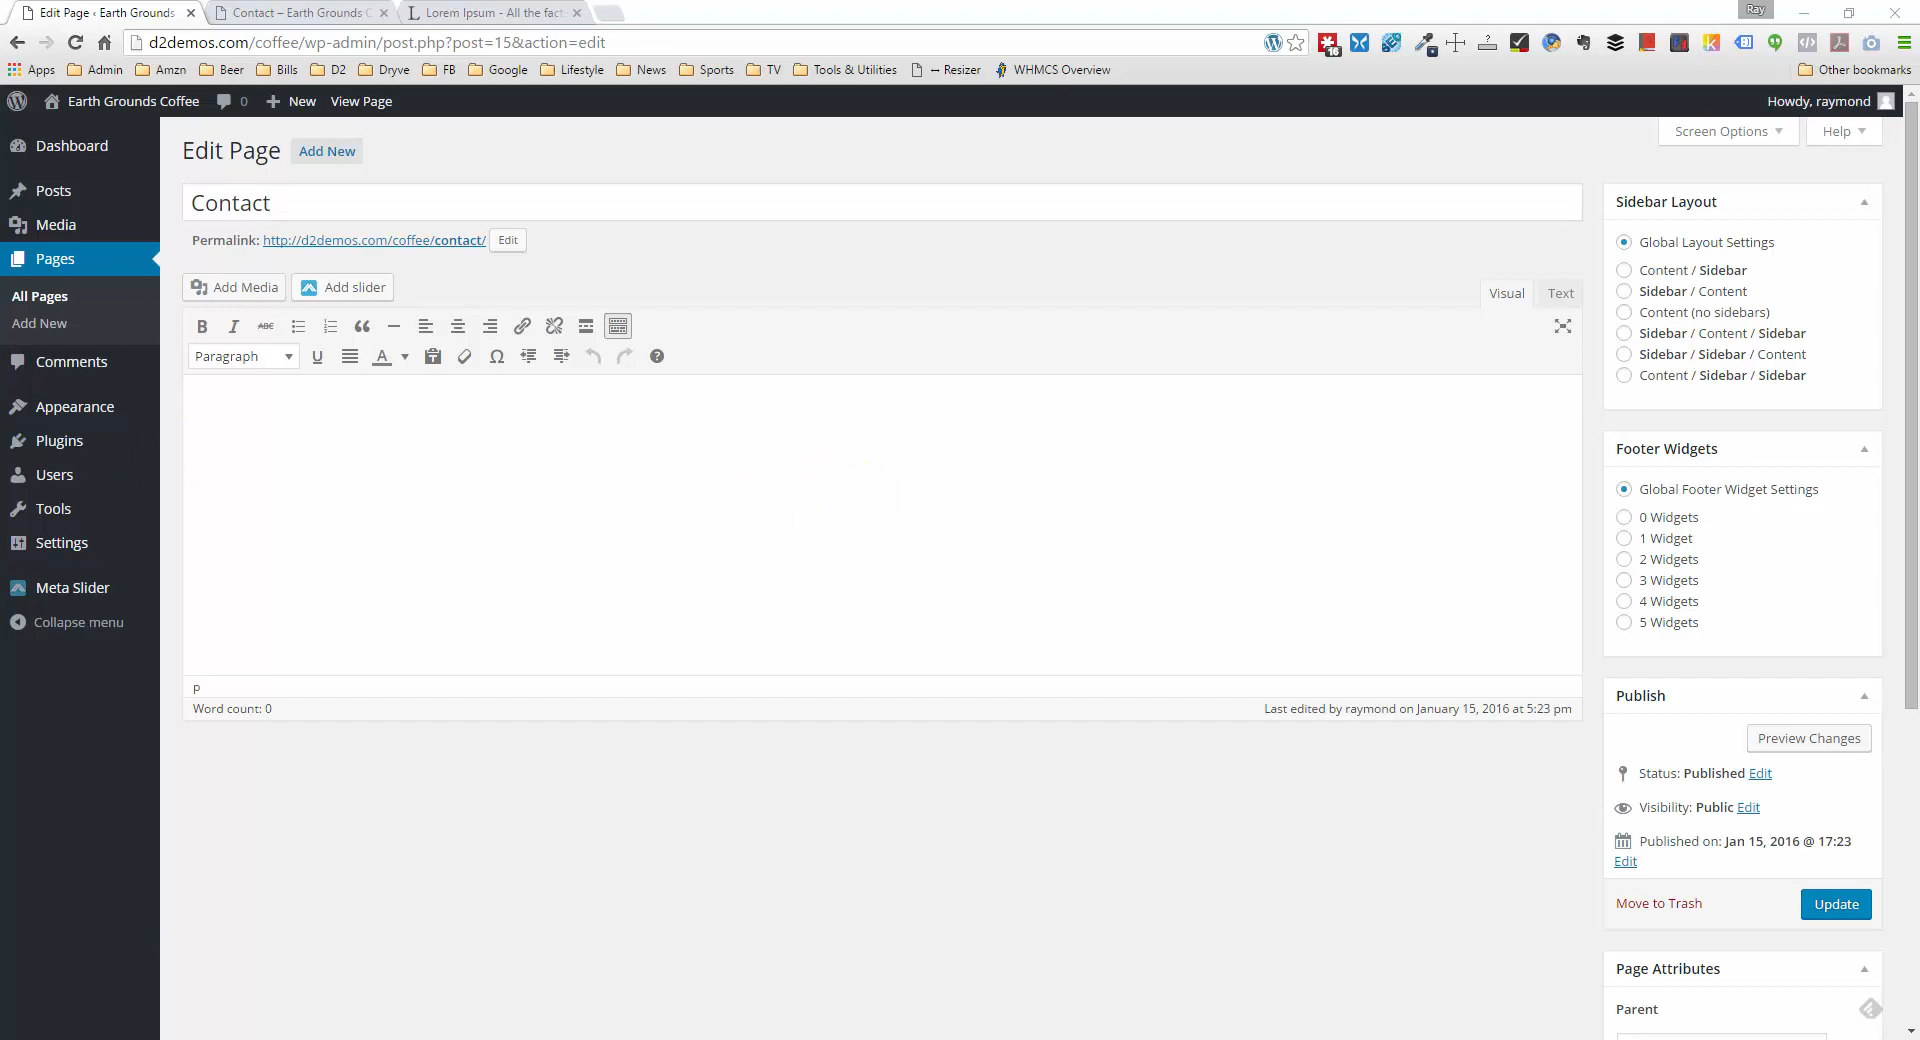 Edit Page ‹ Earth Grounds
Contact – Earth Grounds C
Lorem Ipsum - All the fact
Ray
d2demos.com/coffee/wp-admin/post.php?post=15&action=edit
16
Apps Admin Amzn Beer Bills D2 Dryve FB Google Lifestyle News Sports TV Tools & Utilities ↔ Resizer WHMCS Overview Other bookmarks
Earth Grounds Coffee 0 New View Page Howdy, raymond
Screen Options Help
Dashboard
Posts
Media
Pages
All Pages
Add New
Comments
Appearance
Plugins
Users
Tools
Settings
Meta Slider
Collapse menu
Edit Page Add New
Contact
Permalink: http://d2demos.com/coffee/contact/ Edit
Add Media Add slider
Visual Text
B I ABC
Paragraph U A Ω
p
Word count: 0 Last edited by raymond on January 15, 2016 at 5:23 pm
Sidebar Layout
Global Layout Settings
Content / Sidebar
Sidebar / Content
Content (no sidebars)
Sidebar / Content / Sidebar
Sidebar / Sidebar / Content
Content / Sidebar / Sidebar
Footer Widgets
Global Footer Widget Settings
0 Widgets
1 Widget
2 Widgets
3 Widgets
4 Widgets
5 Widgets
Publish
Preview Changes
Status: Published Edit
Visibility: Public Edit
Published on: Jan 15, 2016 @ 17:23
Edit
Move to Trash Update
Page Attributes
Parent